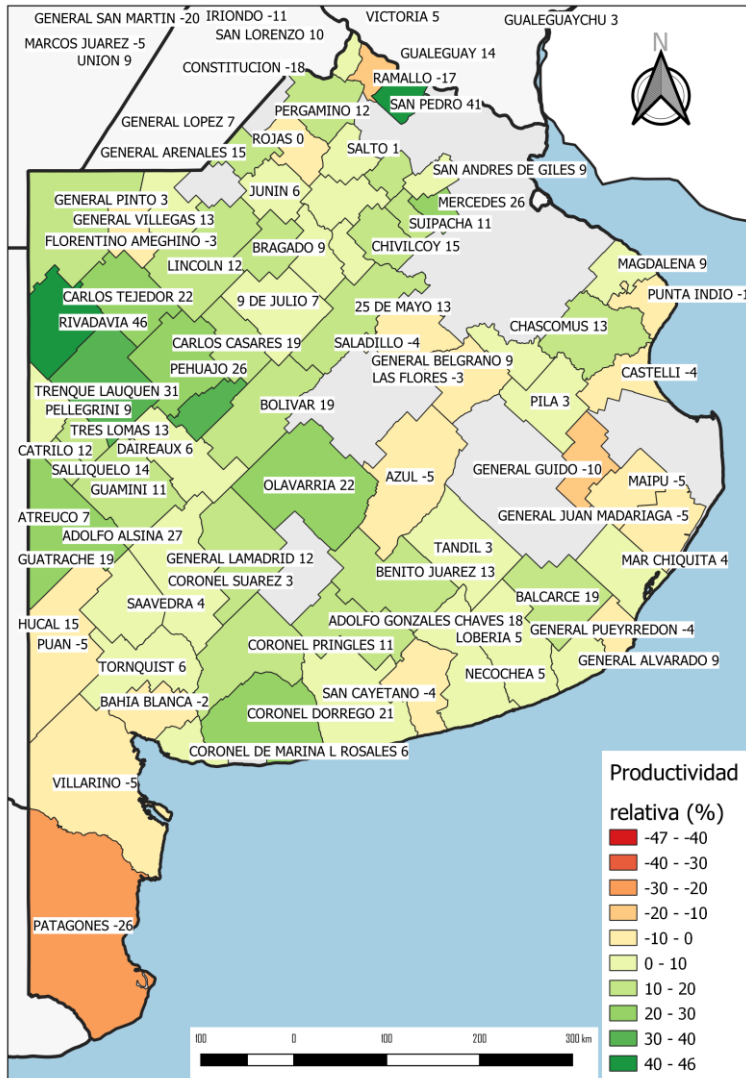 GENERAL SAN MARTIN -20
IRIONDO -11
VICTORIA 5
GUALEGUAYCHU 3
MARCOS JUAREZ -5
SAN LORENZO 10
UNION 9
GUALEGUAY 14
N
CONSTITUCION -18
RAMALLO -17
PERGAMINO 12
SAN PEDRO 41
GENERAL LOPEZ 7
ROJAS 0
GENERAL ARENALES 15
SALTO 1
SAN ANDRES DE GILES 9
GENERAL PINTO 3
JUNIN 6
MERCEDES 26
GENERAL VILLEGAS 13
SUIPACHA 11
FLORENTINO AMEGHINO -3
BRAGADO 9
CHIVILCOY 15
LINCOLN 12
MAGDALENA 9
CARLOS TEJEDOR 22
9 DE JULIO 7
25 DE MAYO 13
PUNTA INDIO -1
RIVADAVIA 46
CHASCOMUS 13
CARLOS CASARES 19
SALADILLO -4
PEHUAJO 26
GENERAL BELGRANO 9
CASTELLI -4
TRENQUE LAUQUEN 31
LAS FLORES -3
PELLEGRINI 9
BOLIVAR 19
PILA 3
TRES LOMAS 13
CATRILO 12
DAIREAUX 6
SALLIQUELO 14
AZUL -5
GENERAL GUIDO -10
MAIPU -5
GUAMINI 11
OLAVARRIA 22
ATREUCO 7
GENERAL JUAN MADARIAGA -5 7
ADOLFO ALSINA 27
TANDIL 3
GUATRACHE 19
GENERAL LAMADRID 12
MAR CHIQUITA 4
BENITO JUAREZ 13
CORONEL SUAREZ 3
BALCARCE 19
SAAVEDRA 4
HUCAL 15
ADOLFO GONZALES CHAVES 18
GENERAL PUEYRREDON -4
PUAN -5
CORONEL PRINGLES 11
LOBERIA 5
TORNQUIST 6
NECOCHEA 5
GENERAL ALVARADO 9
BAHIA BLANCA -2
SAN CAYETANO -4
CORONEL DORREGO 21
CORONEL DE MARINA L ROSALES 6
VILLARINO -5
PATAGONES -26
Productividad
relativa (%)
-47 - -40
-40 - -30
-30 - -20
-20 - -10
-10 - 0
0 - 10
10 - 20
20 - 30
30 - 40
40 - 46
100 0 100 200 300 km